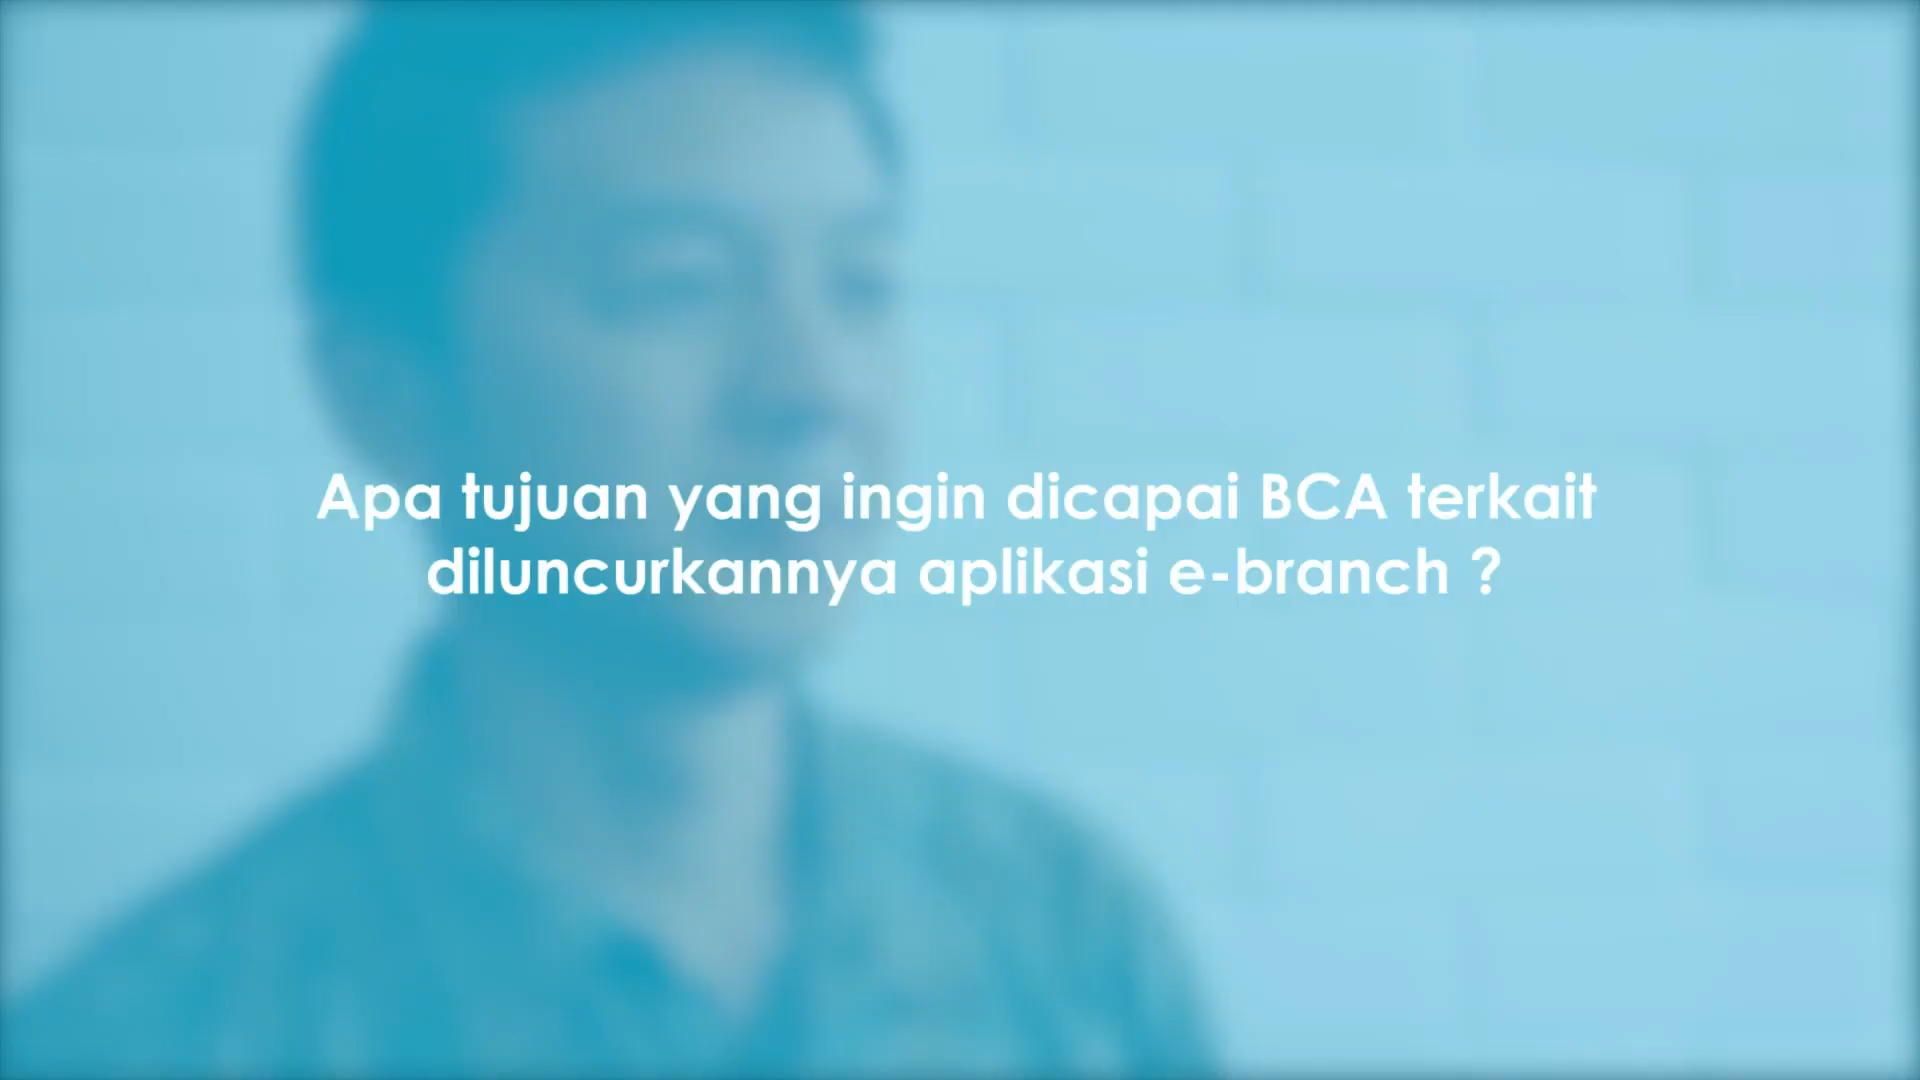 Apa tujuan yang ingin dicapai BCA terkait
diluncurkannya aplikasi e-branch ?